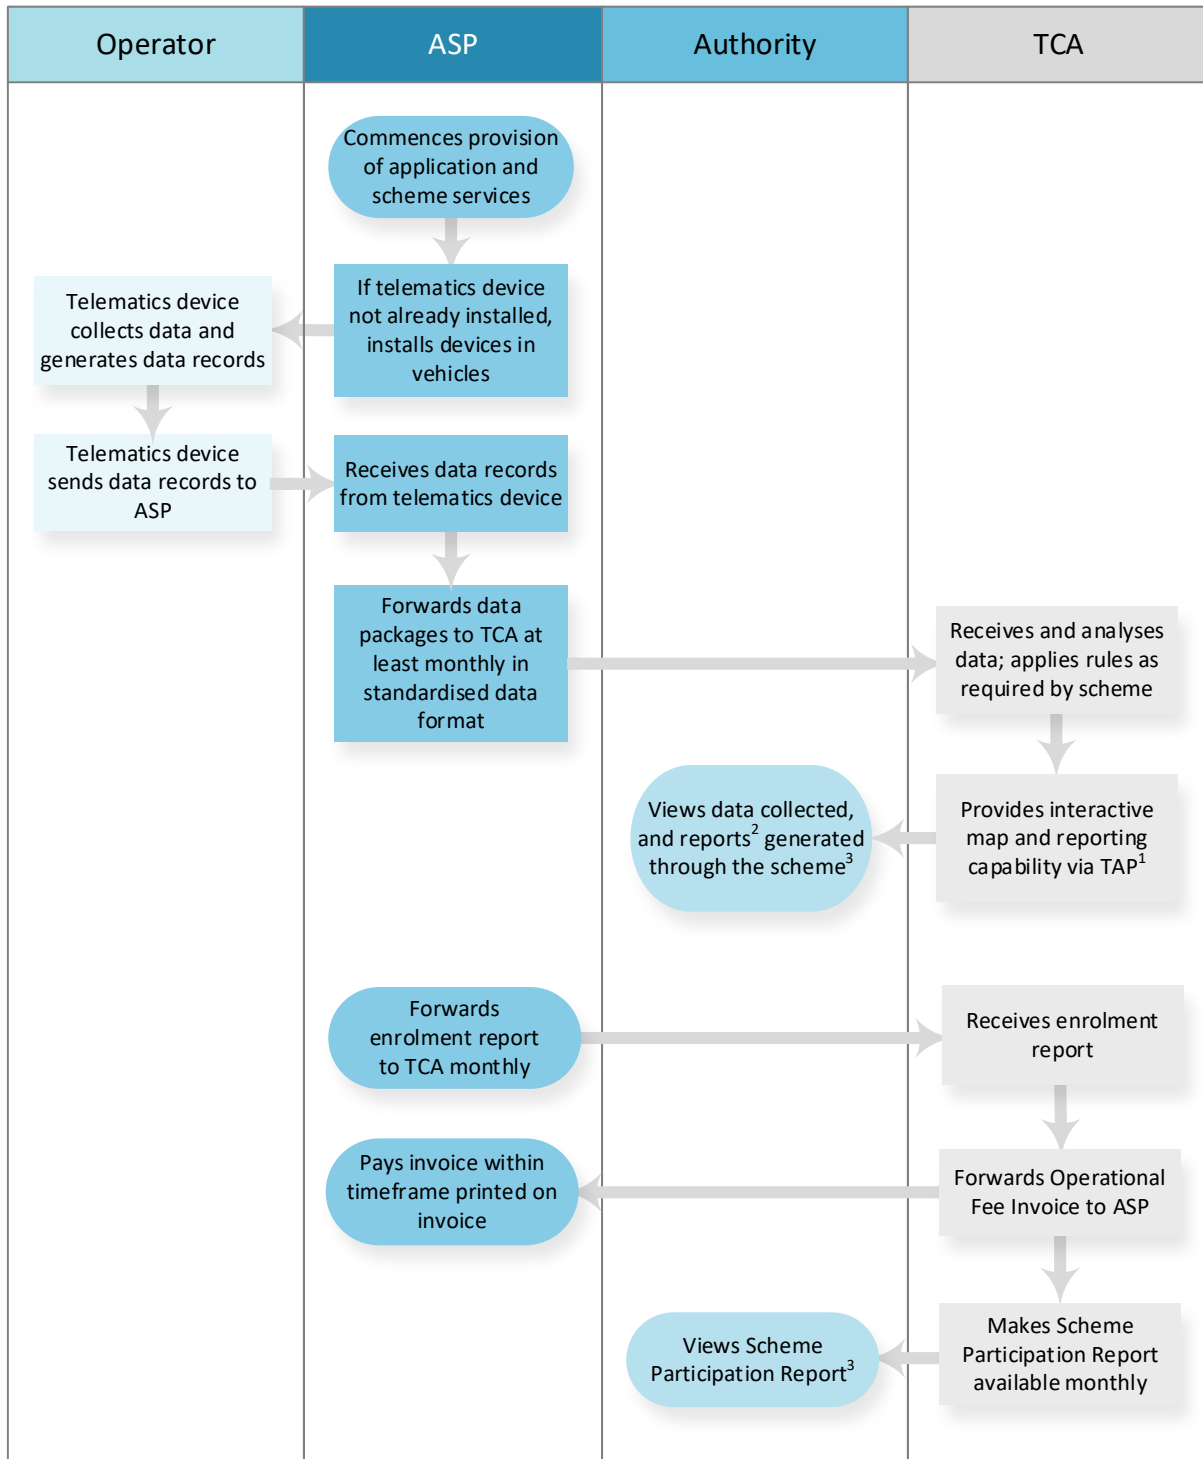 Operator
ASP
Authority
TCA
Commences provision
of application and
scheme services
If telematics device
not already installed,
installs devices in
vehicles
Telematics device
collects data and
generates data records
Telematics device
sends data records to
ASP
Receives data records
from telematics device
Forwards data
packages to TCA at
least monthly in
standardised data
format
Receives and analyses
data; applies rules as
required by scheme
Provides interactive
map and reporting
capability via TAP¹
Views data collected,
and reports² generated
through the scheme³
Forwards
enrolment report
to TCA monthly
Receives enrolment
report
Forwards Operational
Fee Invoice to ASP
Pays invoice within
timeframe printed on
invoice
Makes Scheme
Participation Report
available monthly
Views Scheme
Participation Report³